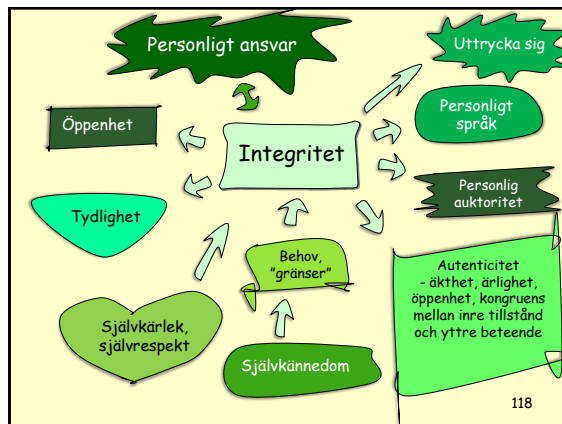 Personligt ansvar
Uttrycka sig
Öppenhet
Personligt
språk
Integritet
Personlig
auktoritet
Tydlighet
Behov,
"gränser"
Autenticitet
- äkthet, ärlighet,
öppenhet, kongruens
mellan inre tillstånd
och yttre beteende
Självkärlek,
självrespekt
Självkännedom
118